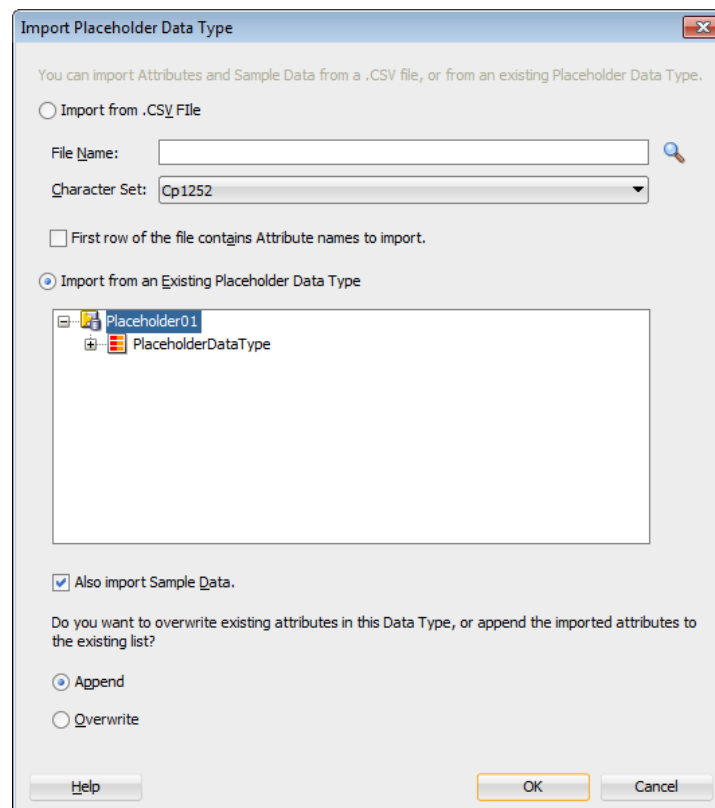 Import Placeholder Data Type
You can import Attributes and Sample Data from a .CSV file, or from an existing Placeholder Data Type.
Import from .CSV FIle
File Name:
Character Set: Cp1252
First row of the file contains Attribute names to import.
Import from an Existing Placeholder Data Type
Placeholder01
PlaceholderDataType
Also import Sample Data.
Do you want to overwrite existing attributes in this Data Type, or append the imported attributes to
the existing list?
Append
Overwrite
Help OK Cancel